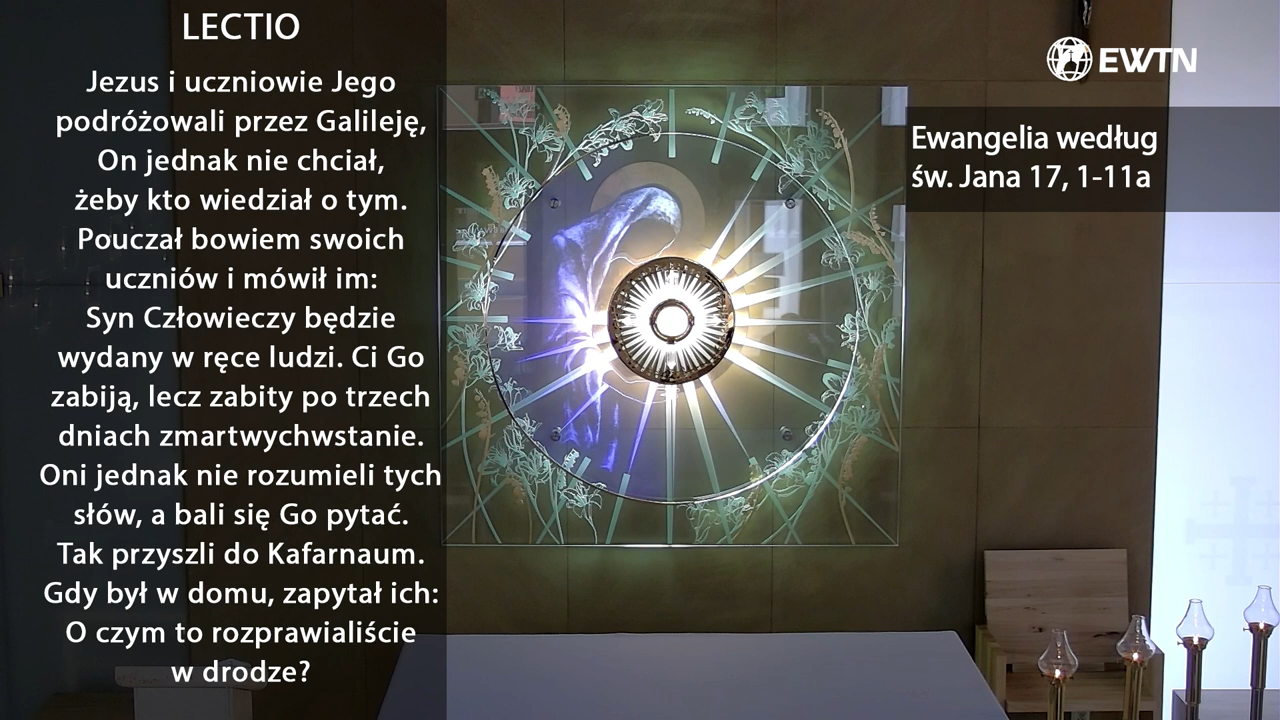 LECTIO
Jezus i uczniowie Jego
podróżowali przez Galileję,
On jednak nie chciał,
żeby kto wiedział o tym.
Pouczał bowiem swoich
uczniów i mówił im:
Syn Człowieczy będzie
wydany w ręce ludzi. Ci Go
zabiją, lecz zabity po trzech
dniach zmartwychwstanie.
Oni jednak nie rozumieli tych
słów, a bali się Go pytać.
Tak przyszli do Kafarnaum.
Gdy był w domu, zapytał ich:
O czym to rozprawialiście
w drodze?
EWTN
Ewangelia według
św. Jana 17, 1-11a